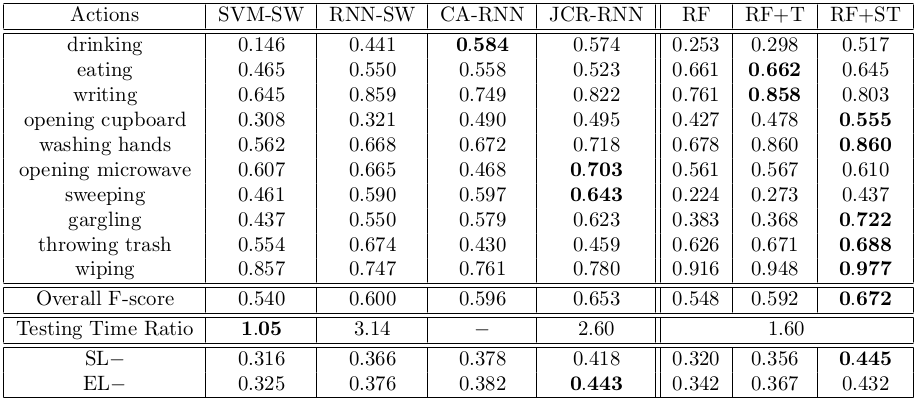 Actions SVM-SW RNN-SW CA-RNN JCR-RNN RF RF+T RF+ST
drinking 0.146 0.441 0.584 0.574 0.253 0.298 0.517
eating 0.465 0.550 0.558 0.523 0.661 0.662 0.645
writing 0.645 0.859 0.749 0.822 0.761 0.858 0.803
opening cupboard 0.308 0.321 0.490 0.495 0.427 0.478 0.555
washing hands 0.562 0.668 0.672 0.718 0.678 0.860 0.860
opening microwave 0.607 0.665 0.468 0.703 0.561 0.567 0.610
sweeping 0.461 0.590 0.597 0.643 0.224 0.273 0.437
gargling 0.437 0.550 0.579 0.623 0.383 0.368 0.722
throwing trash 0.554 0.674 0.430 0.459 0.626 0.671 0.688
wiping 0.857 0.747 0.761 0.780 0.916 0.948 0.977
Overall F-score 0.540 0.600 0.596 0.653 0.548 0.592 0.672
Testing Time Ratio 1.05 3.14 − 2.60 1.60
SL− 0.316 0.366 0.378 0.418 0.320 0.356 0.445
EL− 0.325 0.376 0.382 0.443 0.342 0.367 0.432